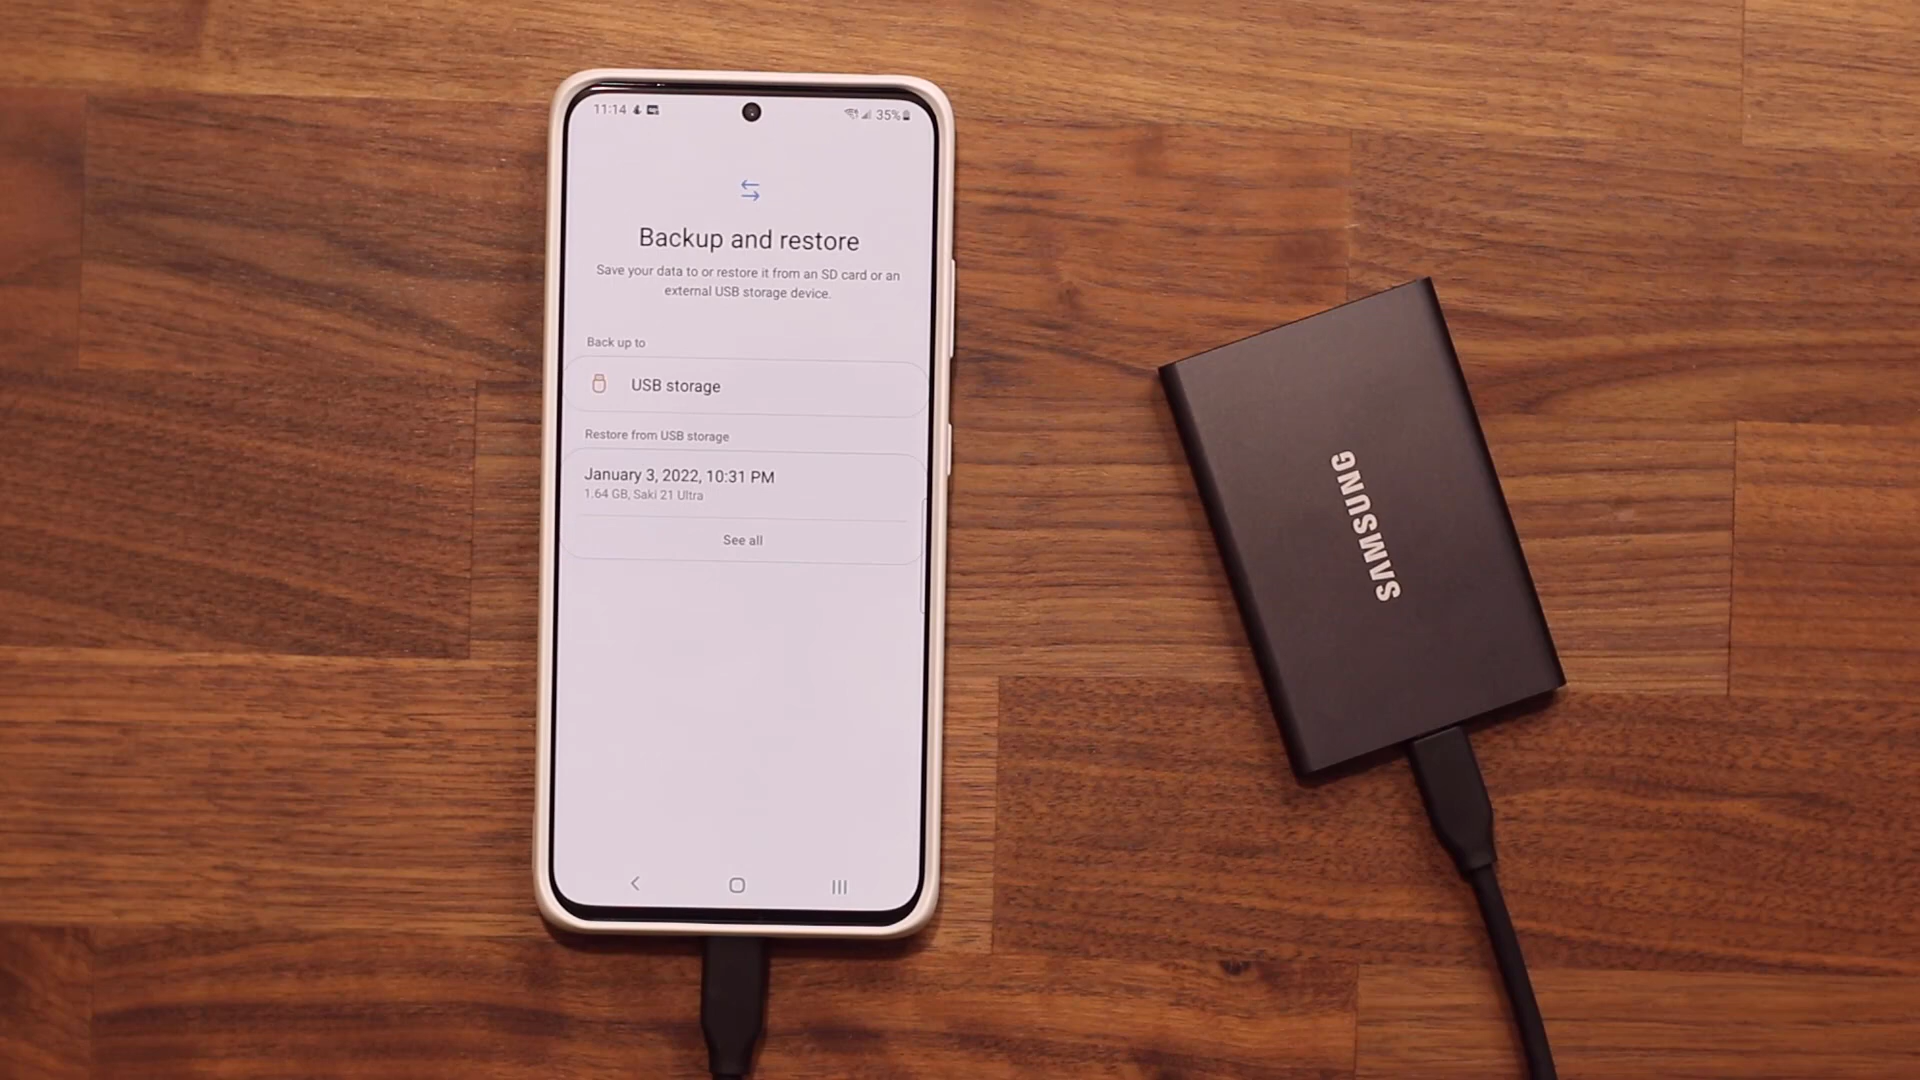 11:14
35%
Backup and restore
Save your data to or restore it from an SD card or an
external USB storage device.
Back up to
USB storage
Restore from USB storage
January 3, 2022, 10:31 PM
1.64 GB, Saki 21 Ultra
See all
SAMSUNG